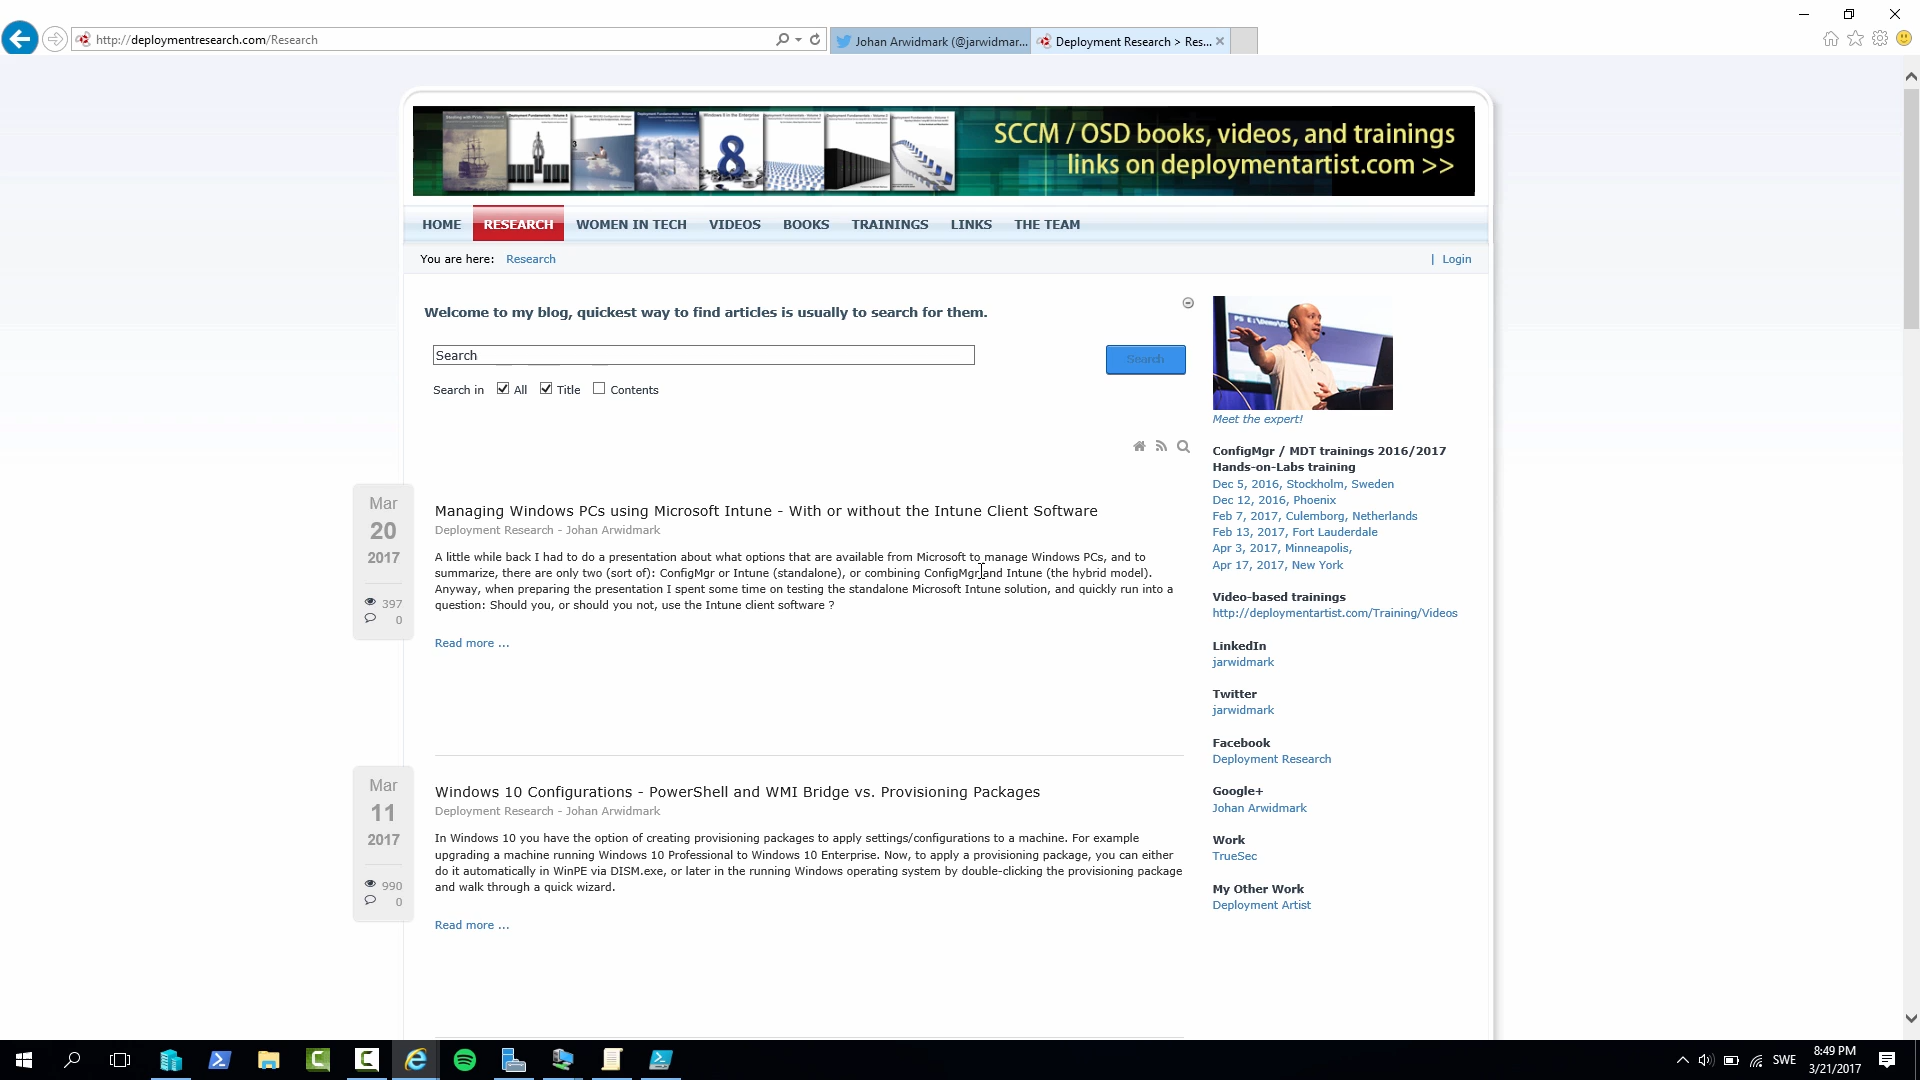 http://deploymentresearch.com/Research
Johan Arwidmark (@jarwidmar...
Deployment Research > Res...
SCCM / OSD books, videos, and trainings
links on deploymentartist.com >>
HOME RESEARCH WOMEN IN TECH VIDEOS BOOKS TRAININGS LINKS THE TEAM
You are here: Research
| Login
Welcome to my blog, quickest way to find articles is usually to search for them.
Search
Search
Search in All Title Contents
Mar
20
2017
397
0
Managing Windows PCs using Microsoft Intune - With or without the Intune Client Software
Deployment Research - Johan Arwidmark
A little while back I had to do a presentation about what options that are available from Microsoft to manage Windows PCs, and to
summarize, there are only two (sort of): ConfigMgr or Intune (standalone), or combining ConfigMgr and Intune (the hybrid model).
Anyway, when preparing the presentation I spent some time on testing the standalone Microsoft Intune solution, and quickly run into a
question: Should you, or should you not, use the Intune client software ?
Read more ...
Mar
11
2017
990
0
Windows 10 Configurations - PowerShell and WMI Bridge vs. Provisioning Packages
Deployment Research - Johan Arwidmark
In Windows 10 you have the option of creating provisioning packages to apply settings/configurations to a machine. For example
upgrading a machine running Windows 10 Professional to Windows 10 Enterprise. Now, to apply a provisioning package, you can either
do it automatically in WinPE via DISM.exe, or later in the running Windows operating system by double-clicking the provisioning package
and walk through a quick wizard.
Read more ...
Meet the expert!
ConfigMgr / MDT trainings 2016/2017
Hands-on-Labs training
Dec 5, 2016, Stockholm, Sweden
Dec 12, 2016, Phoenix
Feb 7, 2017, Culemborg, Netherlands
Feb 13, 2017, Fort Lauderdale
Apr 3, 2017, Minneapolis,
Apr 17, 2017, New York
Video-based trainings
http://deploymentartist.com/Training/Videos
LinkedIn
jarwidmark
Twitter
jarwidmark
Facebook
Deployment Research
Google+
Johan Arwidmark
Work
TrueSec
My Other Work
Deployment Artist
SWE
8:49 PM
3/21/2017